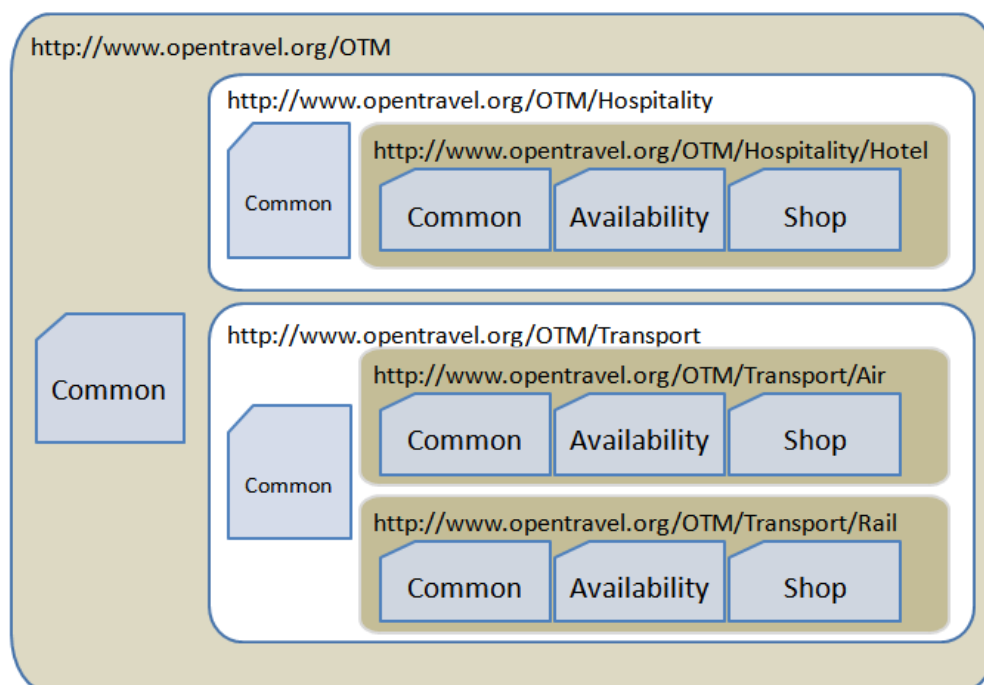 http://www.opentravel.org/OTM
http://www.opentravel.org/OTM/Hospitality
Common
http://www.opentravel.org/OTM/Hospitality/Hotel
Common
Availability
Shop
Common
http://www.opentravel.org/OTM/Transport
Common
http://www.opentravel.org/OTM/Transport/Air
Common
Availability
Shop
http://www.opentravel.org/OTM/Transport/Rail
Common
Availability
Shop